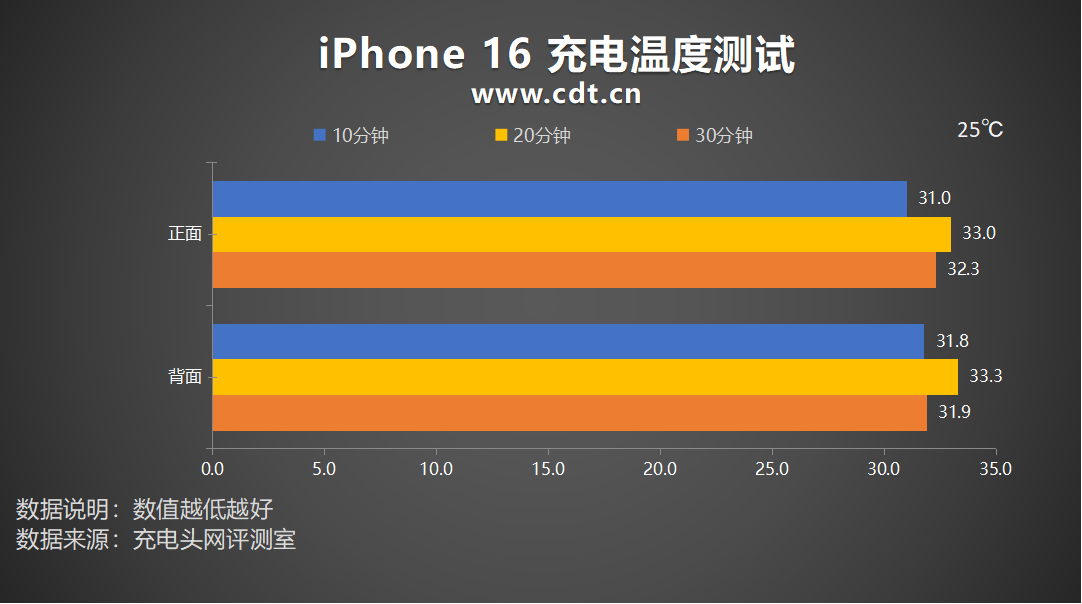 iPhone 16 充电温度测试
www.cdt.cn
10分钟 20分钟 30分钟
25℃
正面
31.0
33.0
32.3
背面
31.8
33.3
31.9
0.0 5.0 10.0 15.0 20.0 25.0 30.0 35.0
数据说明：数值越低越好
数据来源：充电头网评测室